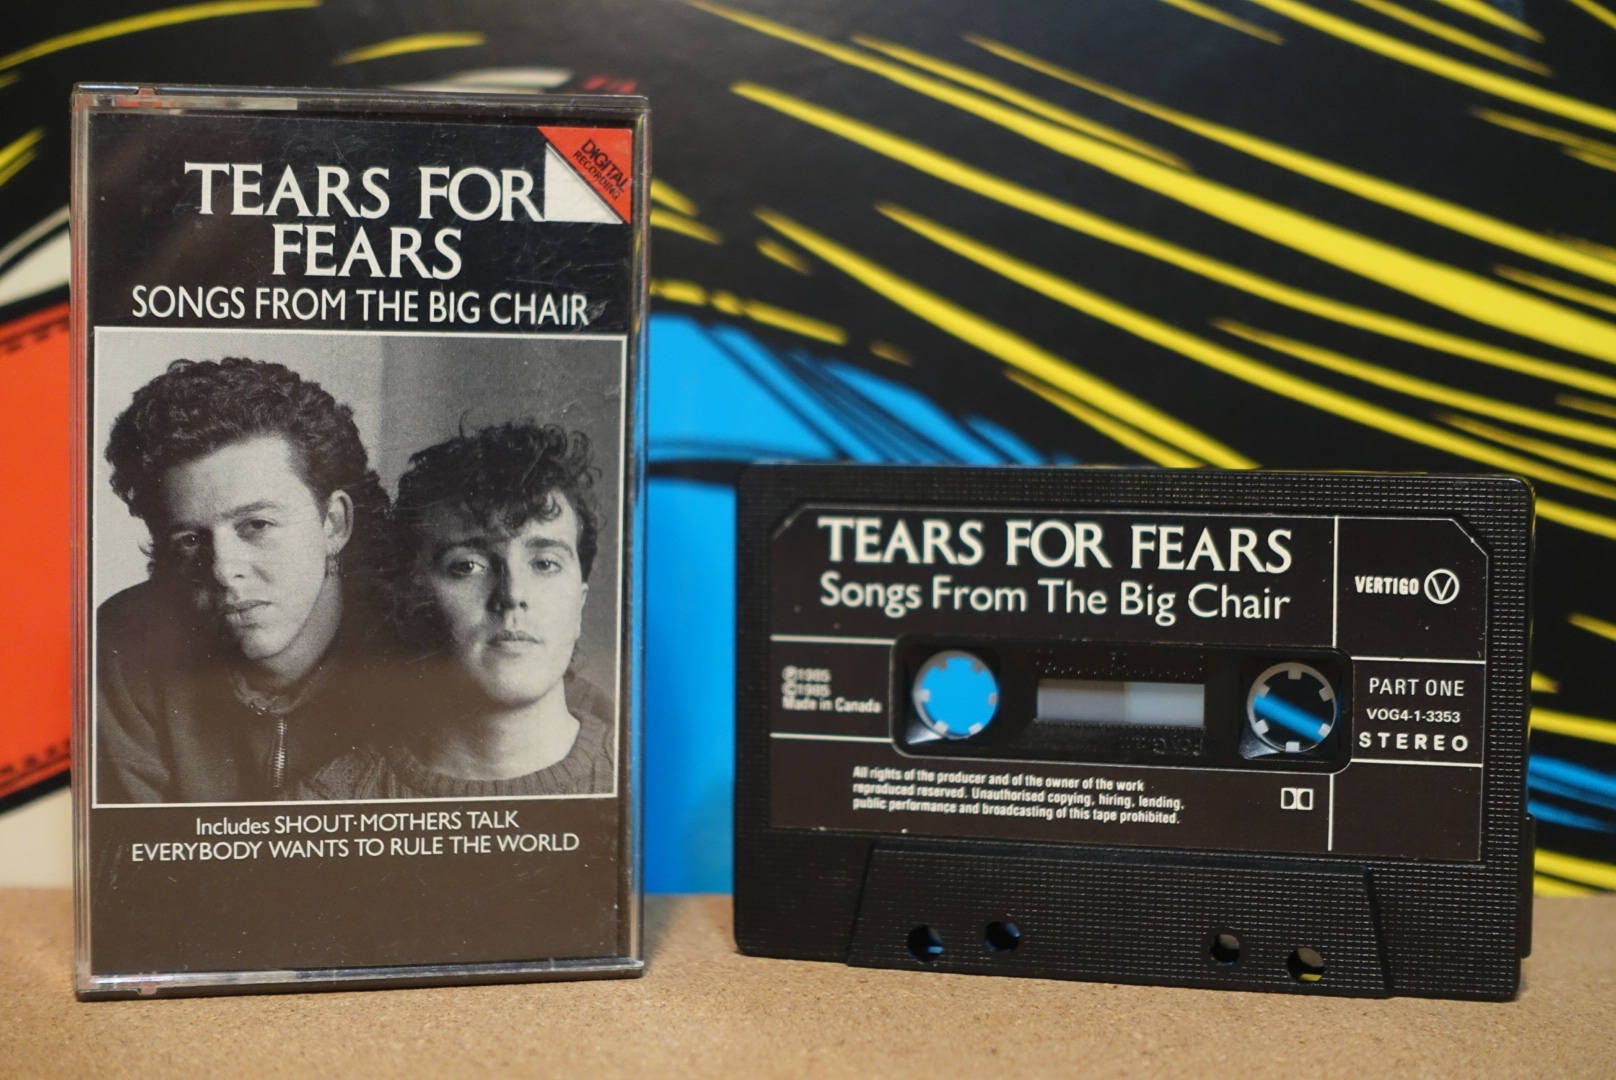 TEARS FOR
FEARS
SONGS FROM THE BIG CHAIR
DIGITAL
RECORDING
Includes SHOUT·MOTHERS TALK
EVERYBODY WANTS TO RULE THE WORLD
TEARS FOR FEARS
Songs From The Big Chair
VERTIGO V
℗1985
©1985
Made in Canada
PART ONE
VOG4-1-3353
STEREO
All rights of the producer and of the owner of the work
reproduced reserved. Unauthorised copying, hiring, lending,
public performance and broadcasting of this tape prohibited.